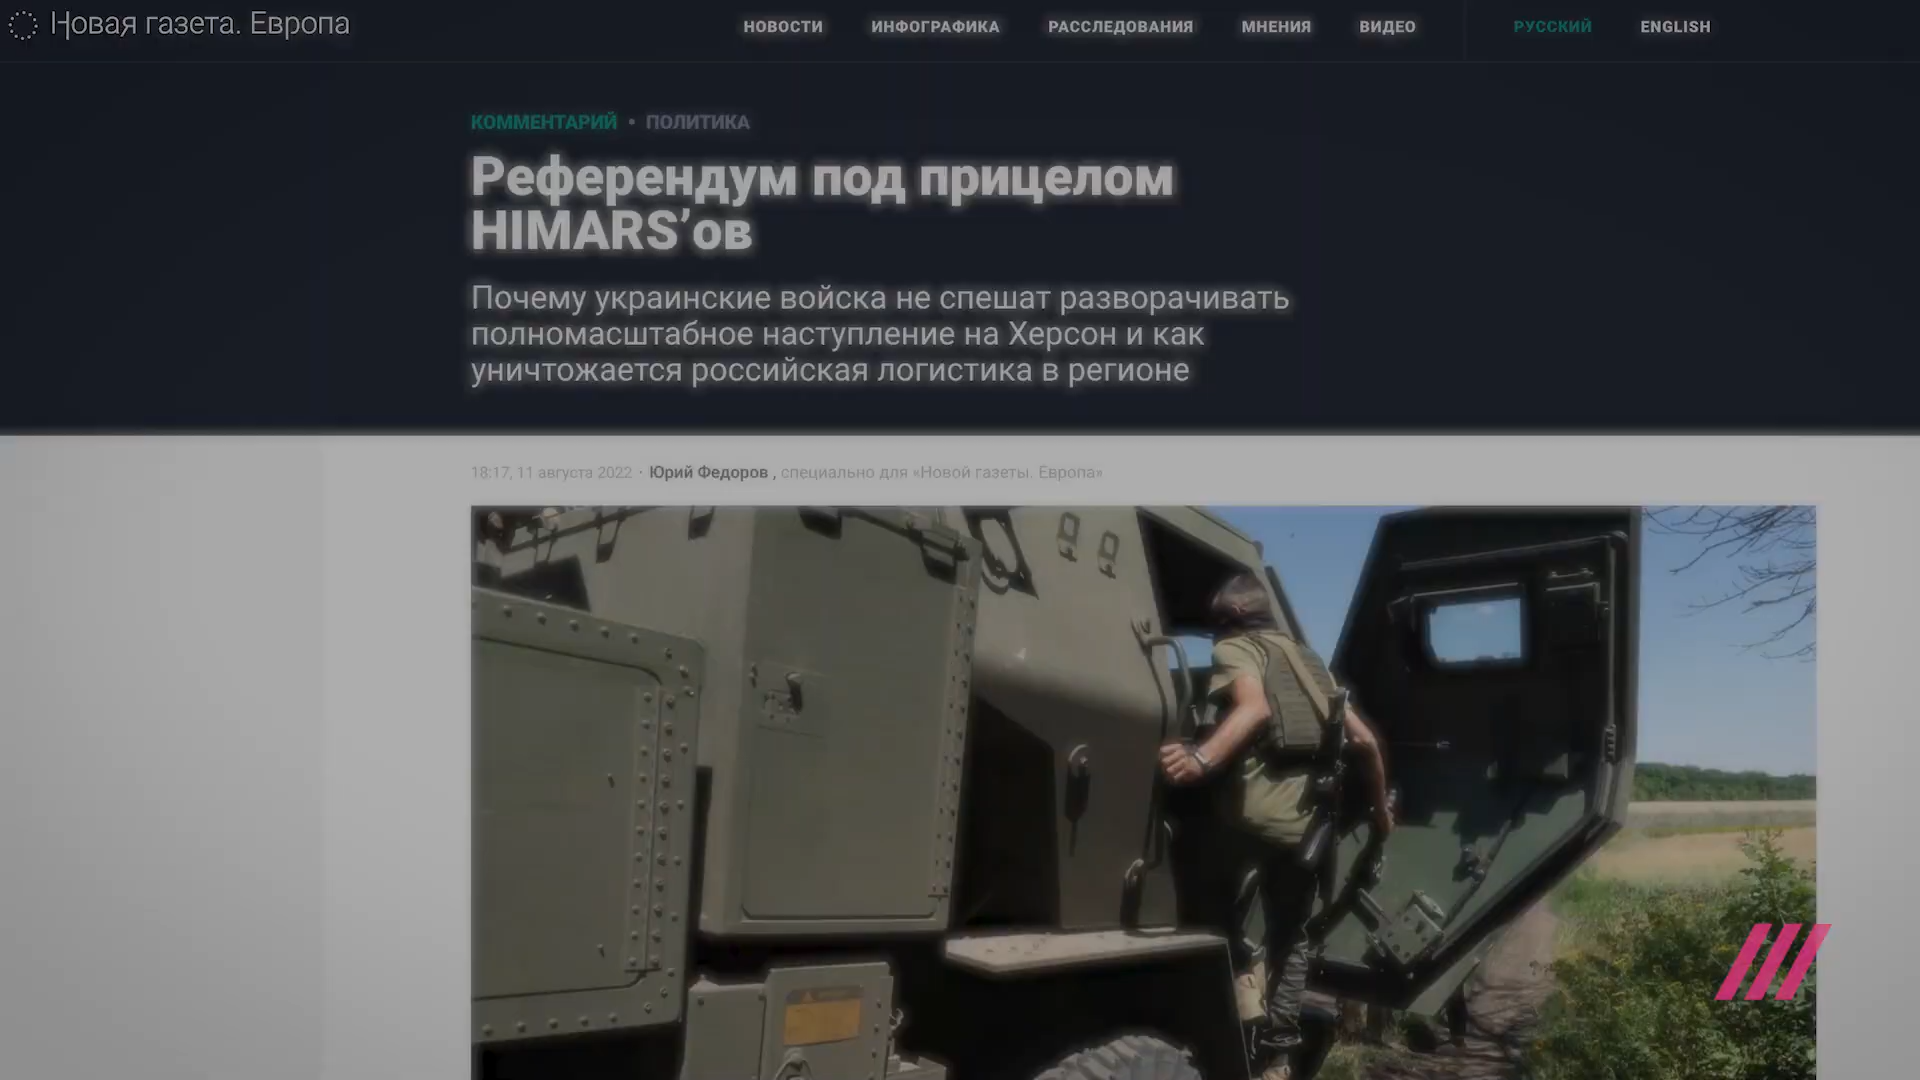 Новая газета. Европа
НОВОСТИ ИНФОГРАФИКА РАССЛЕДОВАНИЯ МНЕНИЯ ВИДЕО РУССКИЙ ENGLISH
КОММЕНТАРИЙ • ПОЛИТИКА
Референдум под прицелом
HIMARS’ов
Почему украинские войска не спешат разворачивать
полномасштабное наступление на Херсон и как
уничтожается российская логистика в регионе
18:17, 11 августа 2022 · Юрий Федоров , специально для «Новой газеты. Европа»